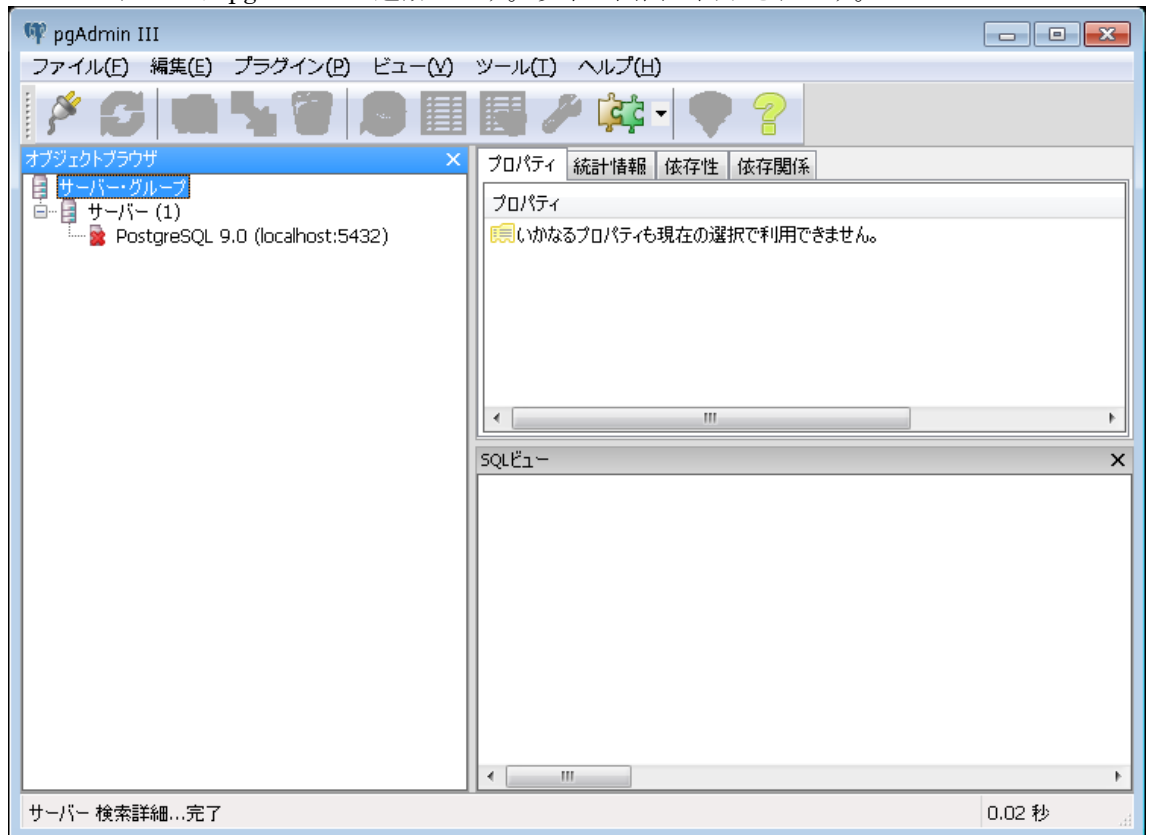 pgAdmin III
ファイル(F) 編集(E) プラグイン(P) ビュー(V) ツール(T) ヘルプ(H)
オブジェクトブラウザ
サーバー・グループ
サーバー (1)
PostgreSQL 9.0 (localhost:5432)
プロパティ 統計情報 依存性 依存関係
プロパティ
いかなるプロパティも現在の選択で利用できません。
SQLビュー
サーバー 検索詳細...完了
0.02 秒